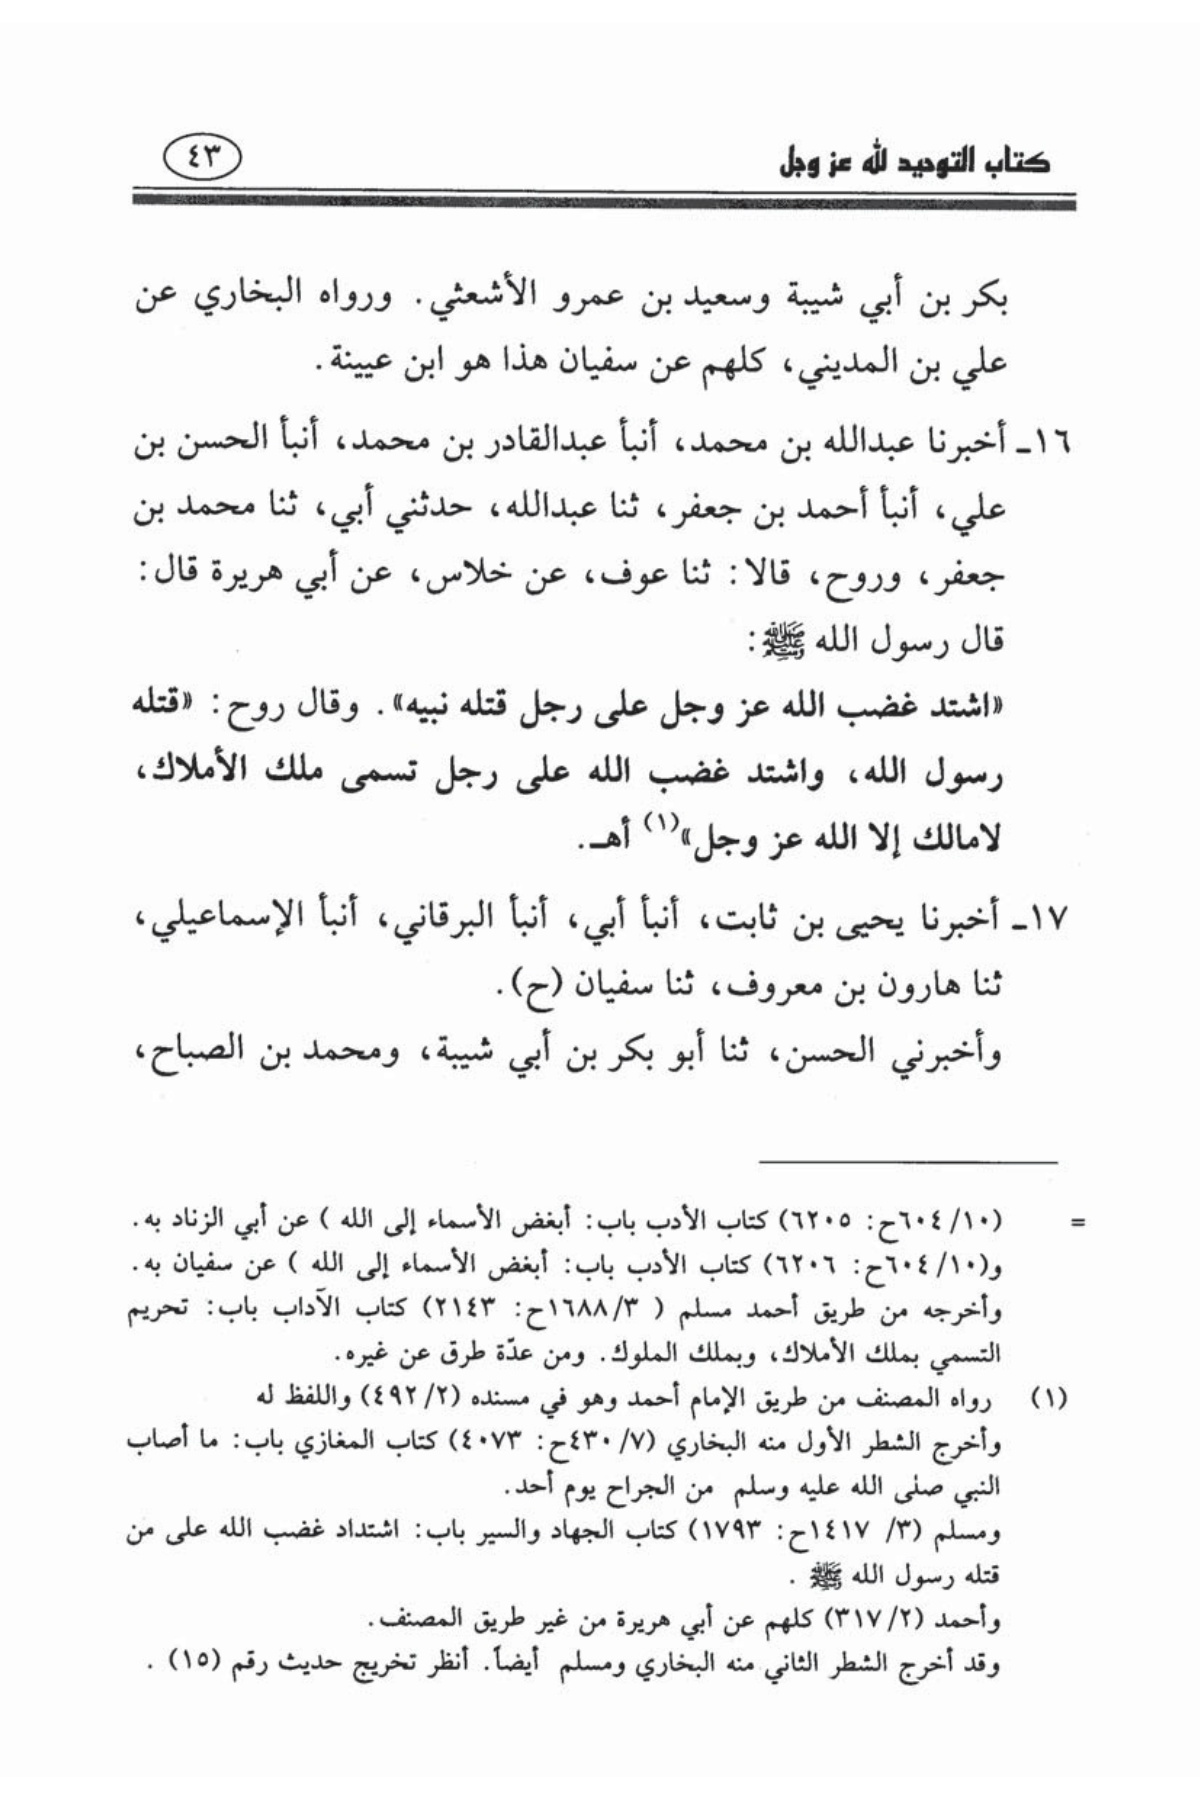 كتاب التوحيد لله عز وجل
٤٣
بكر بن أبي شيبة وسعيد بن عمرو الأشعثي. ورواه البخاري عن
علي بن المديني، كلهم عن سفيان هذا هو ابن عيينة.
١٦ـ أخبرنا عبدالله بن محمد، أنبأ عبدالقادر بن محمد، أنبأ الحسن بن
علي، أنبأ أحمد بن جعفر، ثنا عبدالله، حدثني أبي، ثنا محمد بن
جعفر، وروح، قالا: ثنا عوف، عن خلاس، عن أبي هريرة قال:
قال رسول الله ﷺ:
«اشتد غضب الله عز وجل على رجل قتله نبيه». وقال روح: «قتله
رسول الله، واشتد غضب الله على رجل تسمى ملك الأملاك،
لامالك إلا الله عز وجل»(١) أهـ.
١٧ـ أخبرنا يحيى بن ثابت، أنبأ أبي، أنبأ البرقاني، أنبأ الإسماعيلي،
ثنا هارون بن معروف، ثنا سفيان (ح).
وأخبرني الحسن، ثنا أبو بكر بن أبي شيبة، ومحمد بن الصباح،
= (١٠/ ٦٠٤ح: ٦٢٠٥) كتاب الأدب باب: أبغض الأسماء إلى الله ) عن أبي الزناد به.
و(١٠/ ٦٠٤ح: ٦٢٠٦) كتاب الأدب باب: أبغض الأسماء إلى الله ) عن سفيان به.
وأخرجه من طريق أحمد مسلم ( ٣/ ١٦٨٨ح: ٢١٤٣) كتاب الآداب باب: تحريم
التسمي بملك الأملاك، وبملك الملوك. ومن عدّة طرق عن غيره.
(١) رواه المصنف من طريق الإمام أحمد وهو في مسنده (٢/ ٤٩٢) واللفظ له
وأخرج الشطر الأول منه البخاري (٧/ ٤٣٠ح: ٤٠٧٣) كتاب المغازي باب: ما أصاب
النبي صلى الله عليه وسلم من الجراح يوم أحد.
ومسلم (٣/ ١٤١٧ح: ١٧٩٣) كتاب الجهاد والسير باب: اشتداد غضب الله على من
قتله رسول الله ﷺ .
وأحمد (٢/ ٣١٧) كلهم عن أبي هريرة من غير طريق المصنف.
وقد أخرج الشطر الثاني منه البخاري ومسلم أيضاً. أنظر تخريج حديث رقم (١٥) .